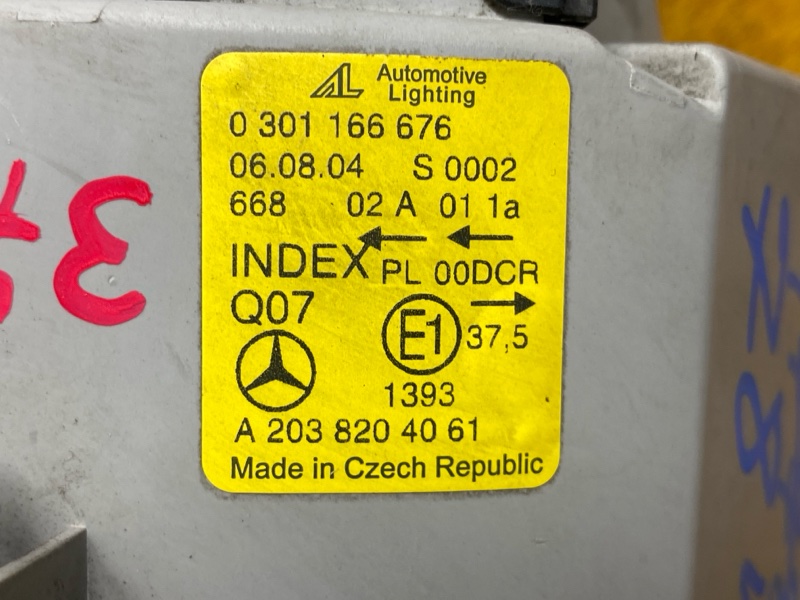 AL Automotive
Lighting
0 301 166 676
06.08.04 S 0002
668 02 A 01 1a
INDEX PL 00DCR
Q07 E1 37,5
1393
A 203 820 40 61
Made in Czech Republic